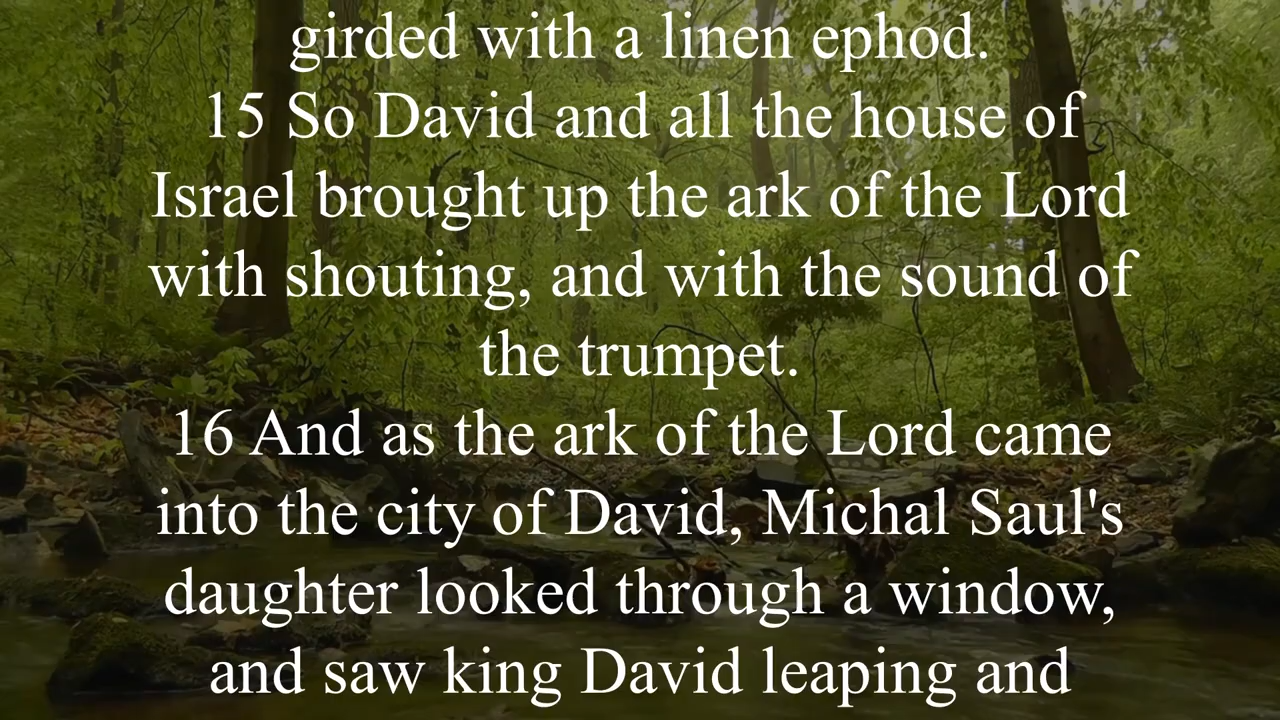 girded with a linen ephod.
15 So David and all the house of
Israel brought up the ark of the Lord
with shouting, and with the sound of
the trumpet.
16 And as the ark of the Lord came
into the city of David, Michal Saul's
daughter looked through a window,
and saw king David leaping and